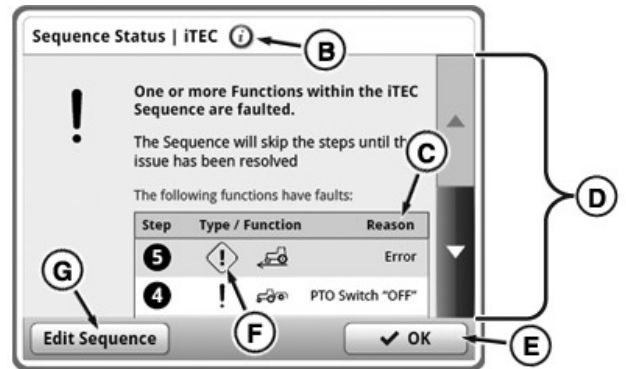 Sequence Status | iTEC i
B
One or more Functions within the iTEC
Sequence are faulted.
The Sequence will skip the steps until
issue has been resolved
C
The following functions have faults:
D
Step Type / Function Reason
5 ! Error
G
4 ! PTO Switch "OFF"
F
Edit Sequence
✔ OK
E